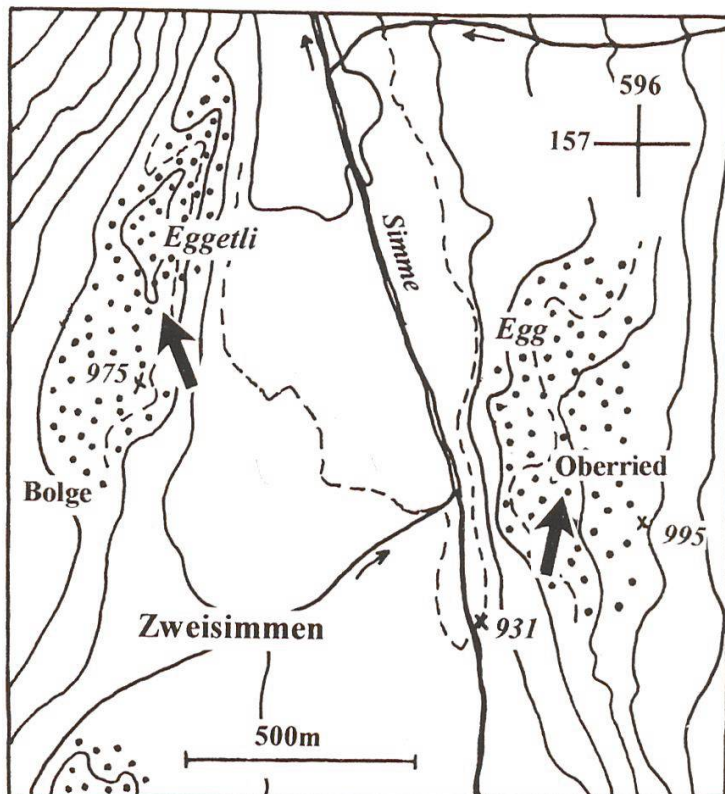 596
157
Eggetli
Simme
Egg
975
Bolge
Oberried
995
Zweisimmen
931
500m